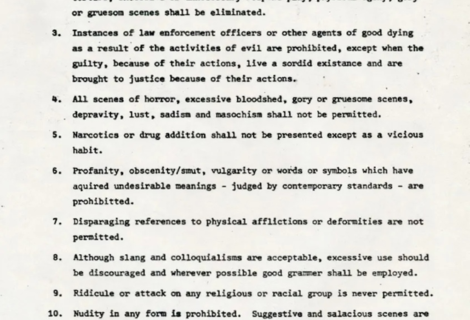 or gruesom scenes shall be eliminated.
3. Instances of law enforcement officers or other agents of good dying
as a result of the activities of evil are prohibited, except when the
guilty, because of their actions, live a sordid existance and are
brought to justice because of their actions.
4. All scenes of horror, excessive bloodshed, gory or gruesome scenes,
depravity, lust, sadism and masochism shall not be permitted.
5. Narcotics or drug addition shall not be presented except as a vicious
habit.
6. Profanity, obscenity/smut, vulgarity or words or symbols which have
aquired undesirable meanings - judged by contemporary standards - are
prohibitted.
7. Disparaging references to physical afflictions or deformities are not
permitted.
8. Although slang and colloquialisms are acceptable, excessive use should
be discouraged and wherever possible good grammer shall be employed.
9. Ridicule or attack on any religious or racial group is never permitted.
10. Nudity in any form is prohibited. Suggestive and salacious scenes are